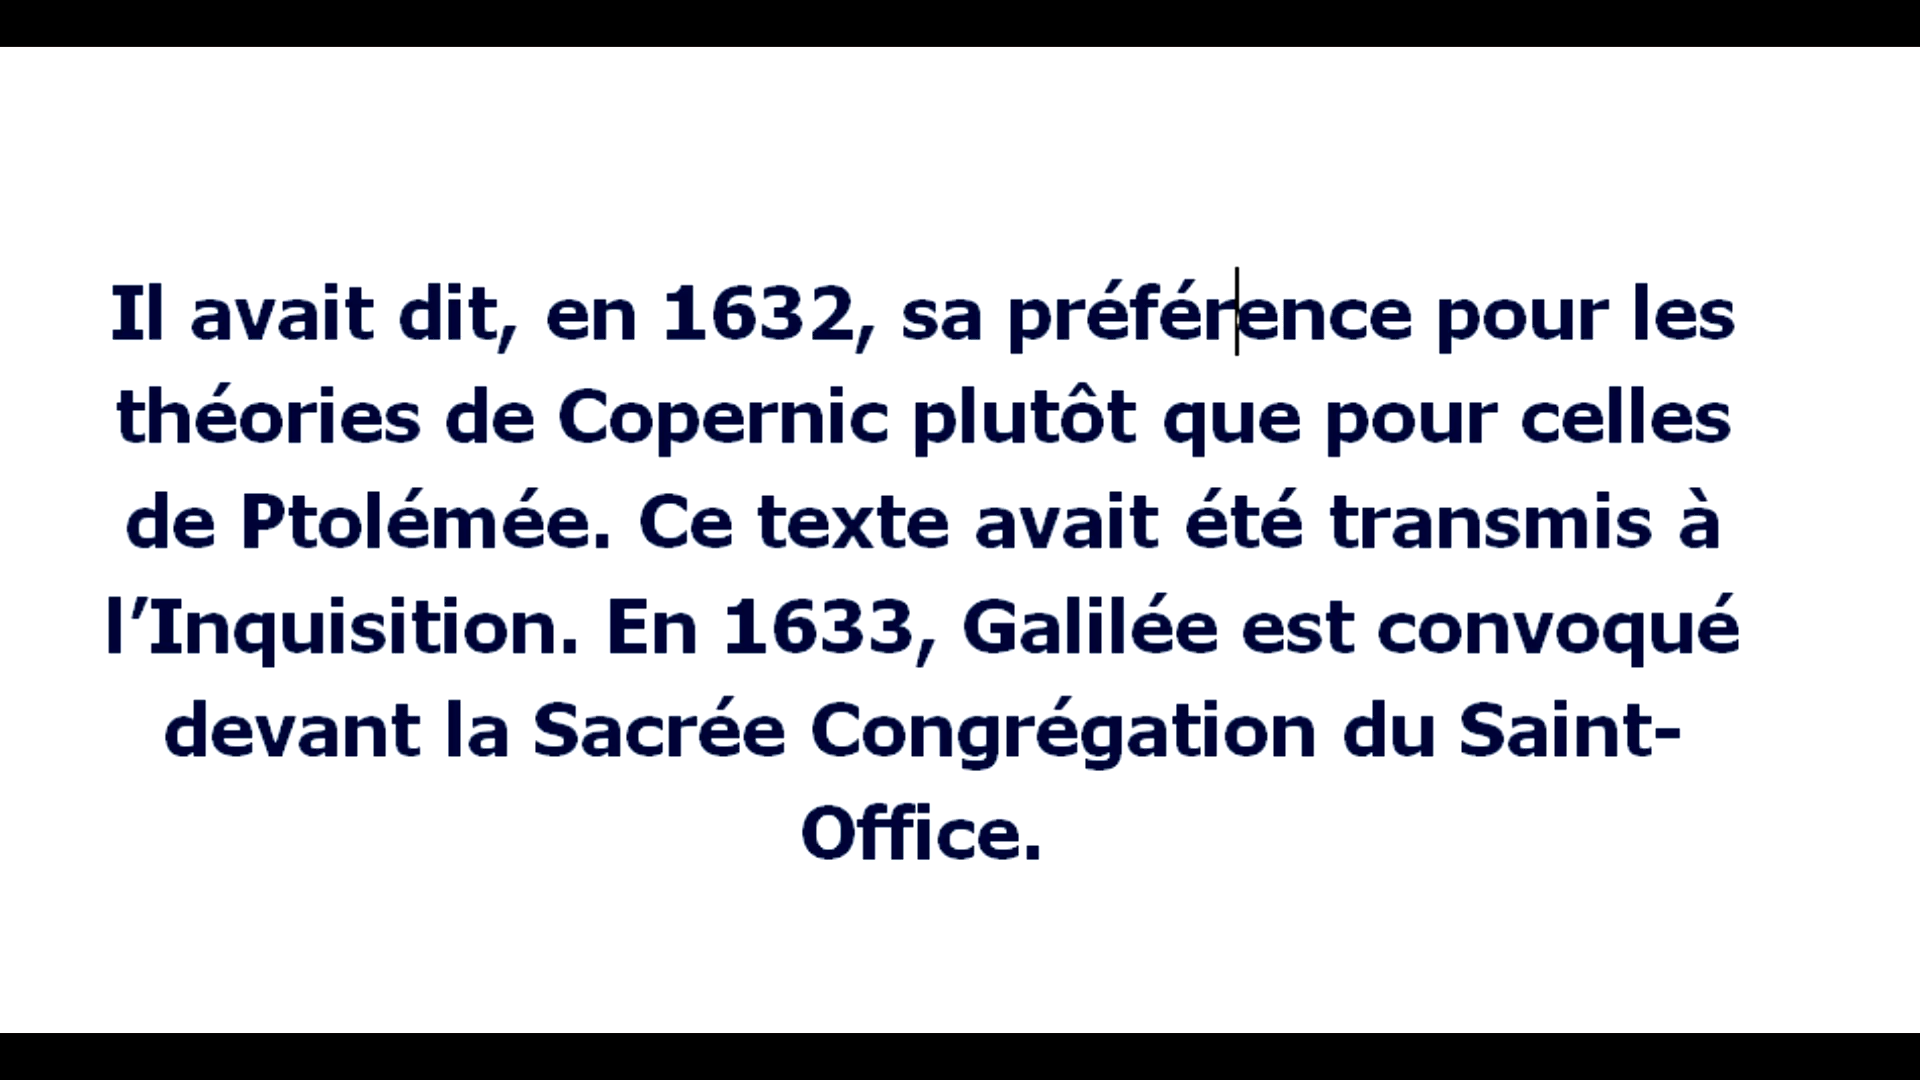 Il avait dit, en 1632, sa préférence pour les
théories de Copernic plutôt que pour celles
de Ptolémée. Ce texte avait été transmis à
l’Inquisition. En 1633, Galilée est convoqué
devant la Sacrée Congrégation du Saint-
Office.